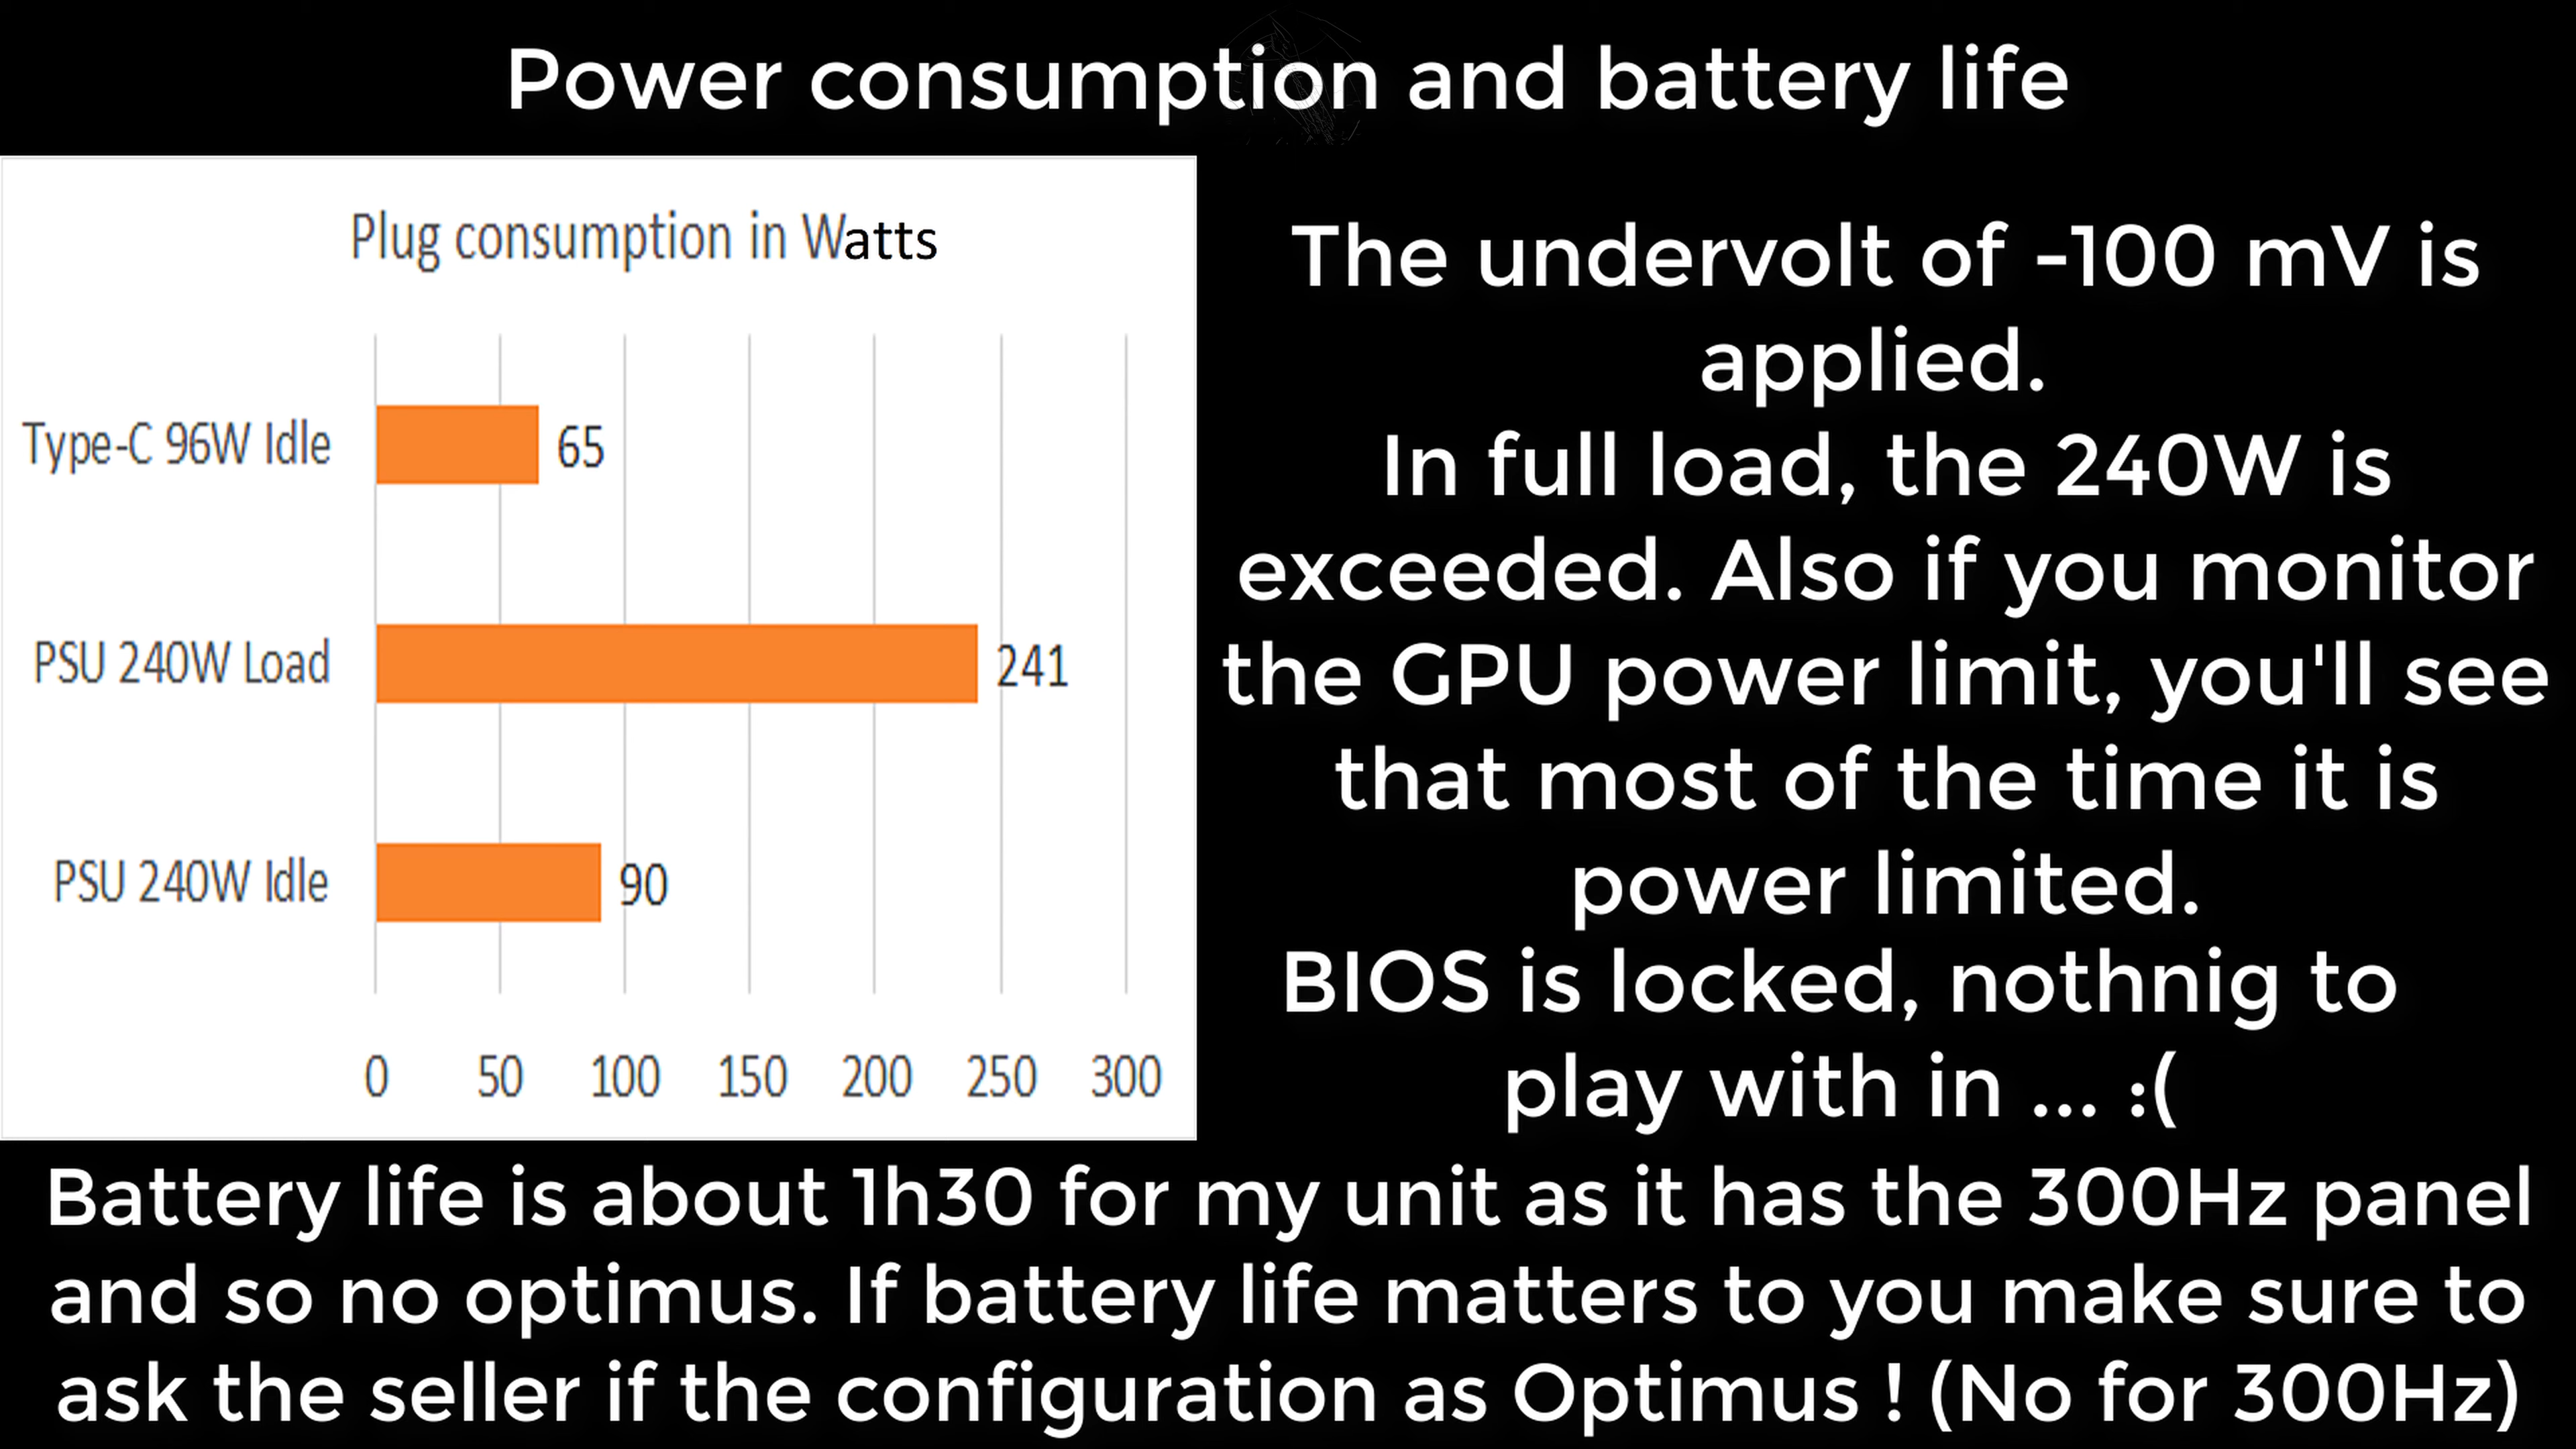 Power consumption and battery life
Plug consumption in Watts
Type-C 96W Idle
65
PSU 240W Load
241
PSU 240W Idle
90
0 50 100 150 200 250 300
The undervolt of -100 mV is
applied.
In full load, the 240W is
exceeded. Also if you monitor
the GPU power limit, you'll see
that most of the time it is
power limited.
BIOS is locked, nothnig to
play with in ... :(
Battery life is about 1h30 for my unit as it has the 300Hz panel
and so no optimus. If battery life matters to you make sure to
ask the seller if the configuration as Optimus ! (No for 300Hz)